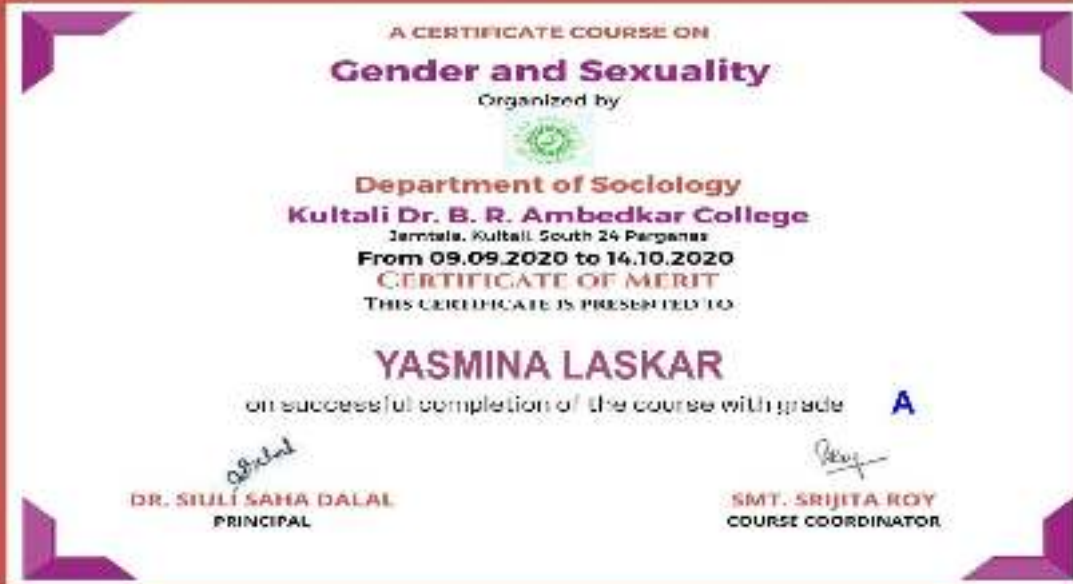 A CERTIFICATE COURSE ON
Gender and Sexuality
Organized by
Department of Sociology
Kultali Dr. B. R. Ambedkar College
Jamtala, Kultali, South 24 Parganas
From 09.09.2020 to 14.10.2020
CERTIFICATE OF MERIT
THIS CERTIFICATE IS PRESENTED TO
YASMINA LASKAR
on successful completion of the course with grade A
DR. SIULI SAHA DALAL
PRINCIPAL
SMT. SRIJITA ROY
COURSE COORDINATOR